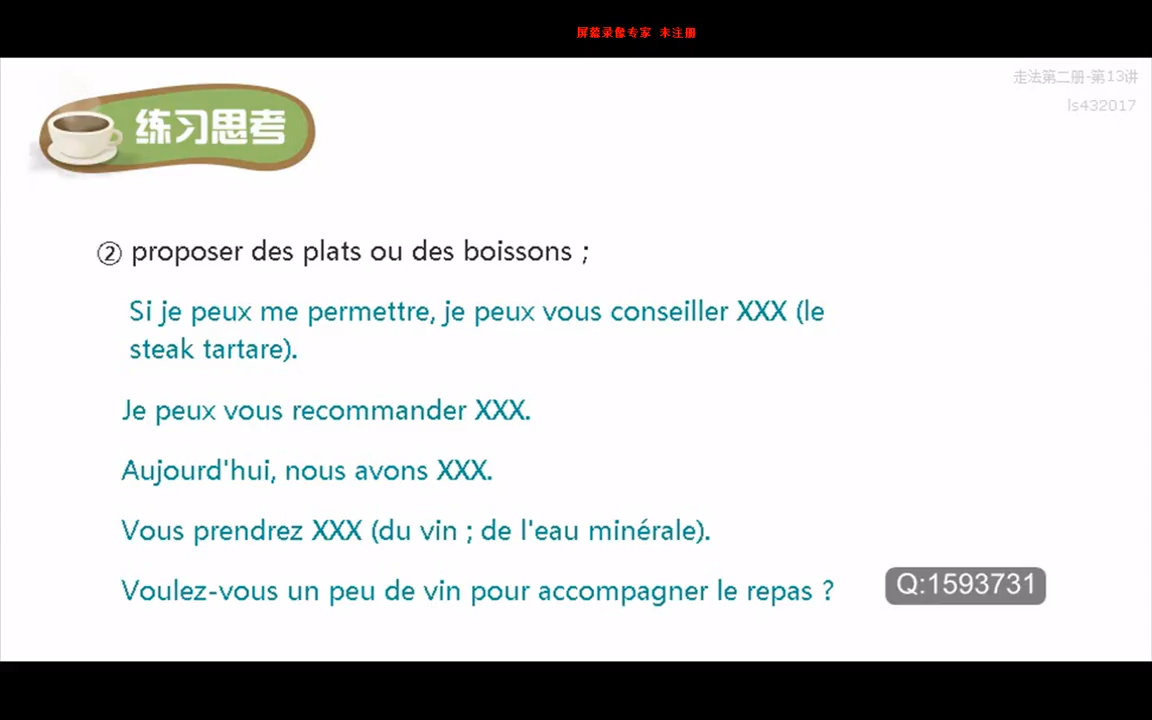 屏幕录像专家 未注册
走法第二册-第13讲
ls432017
练习思考
② proposer des plats ou des boissons ;
Si je peux me permettre, je peux vous conseiller XXX (le
steak tartare).
Je peux vous recommander XXX.
Aujourd'hui, nous avons XXX.
Vous prendrez XXX (du vin ; de l'eau minérale).
Voulez-vous un peu de vin pour accompagner le repas ?
Q:1593731